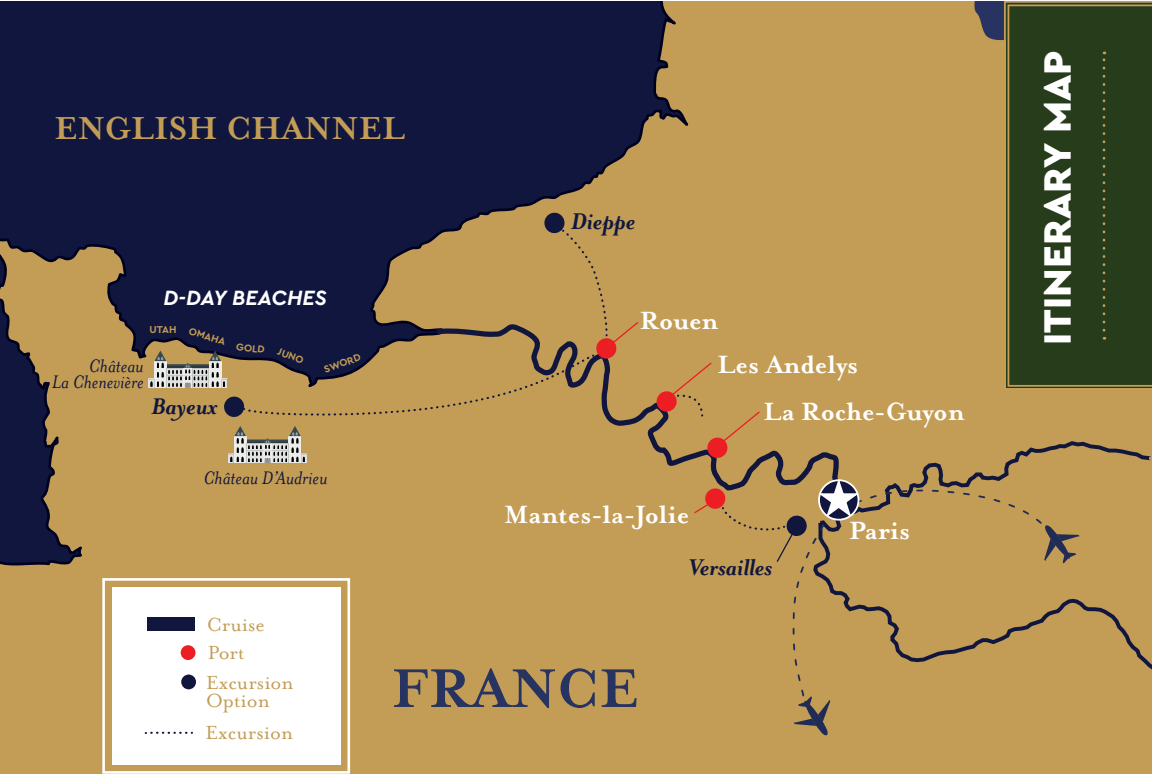 ITINERARY MAP
ENGLISH CHANNEL
Dieppe
D-DAY BEACHES
UTAH
OMAHA
GOLD
JUNO
SWORD
Rouen
Château
La Chenevière
Les Andelys
Bayeux
La Roche-Guyon
Château D'Audrieu
Mantes-la-Jolie
Paris
Versailles
FRANCE
Cruise
Port
Excursion
Option
Excursion